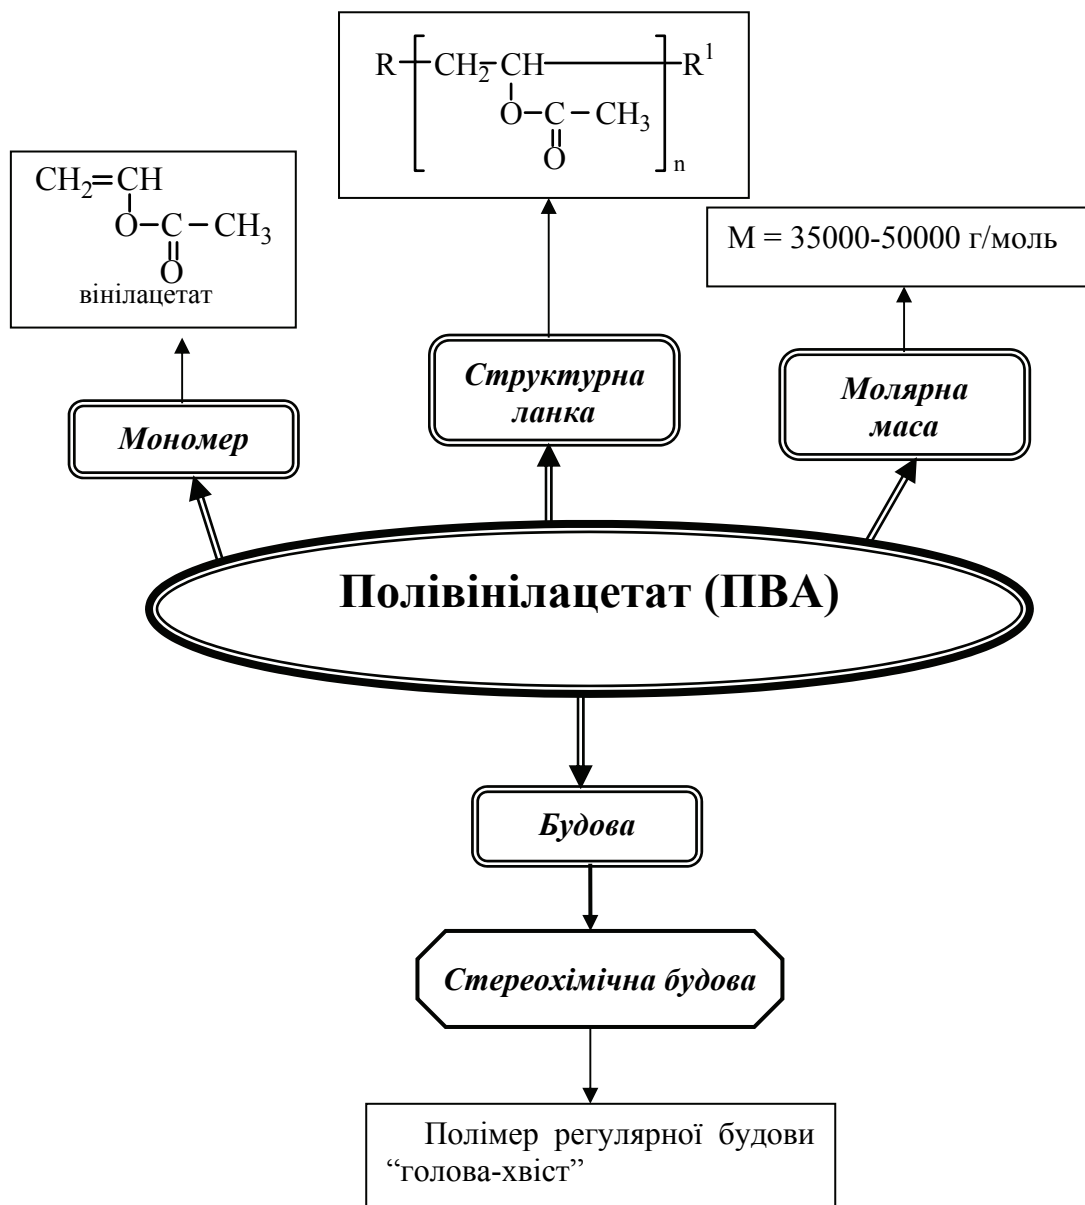 R CH2 CH R1
O C CH3
O n
CH2=CH
O C CH3
O
вінілацетат
М = 35000-50000 г/моль
Структурна
ланка
Молярна
маса
Мономер
Полівінілацетат (ПВА)
Будова
Стереохімічна будова
Полімер регулярної будови
“голова-хвіст”